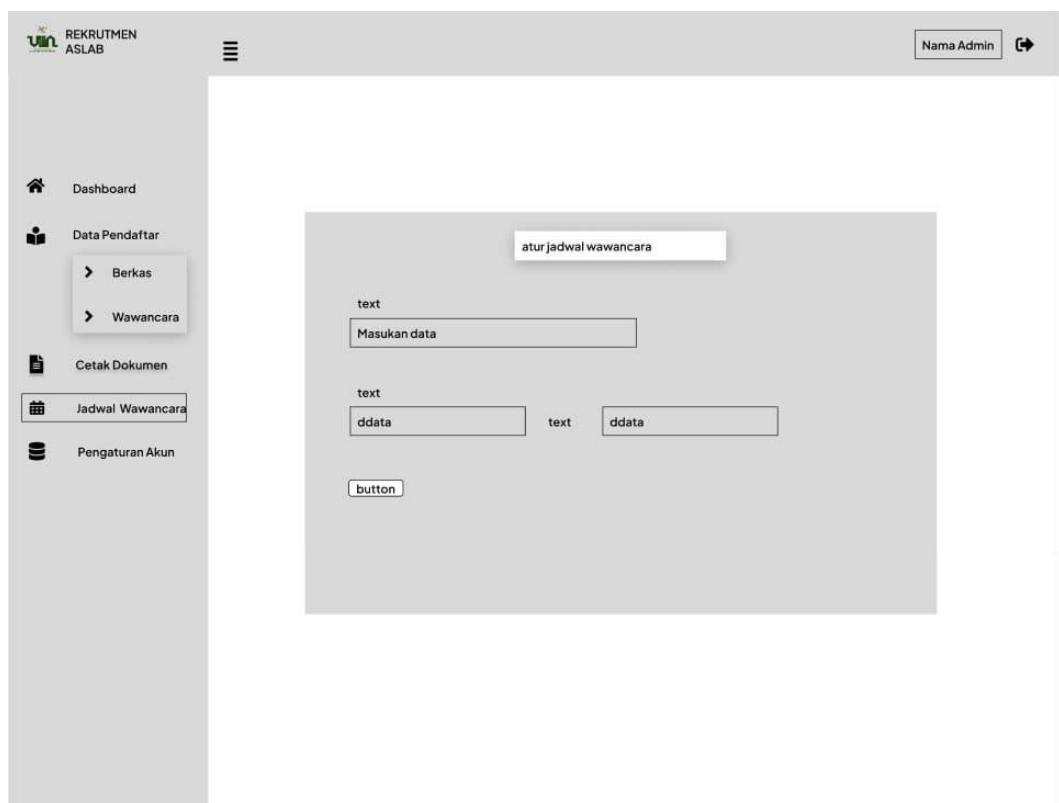 UIN
REKRUTMEN
ASLAB
Nama Admin
Dashboard
Data Pendaftar
Berkas
Wawancara
Cetak Dokumen
Jadwal Wawancara
Pengaturan Akun
atur jadwal wawancara
text
Masukan data
text
ddata
text
ddata
button